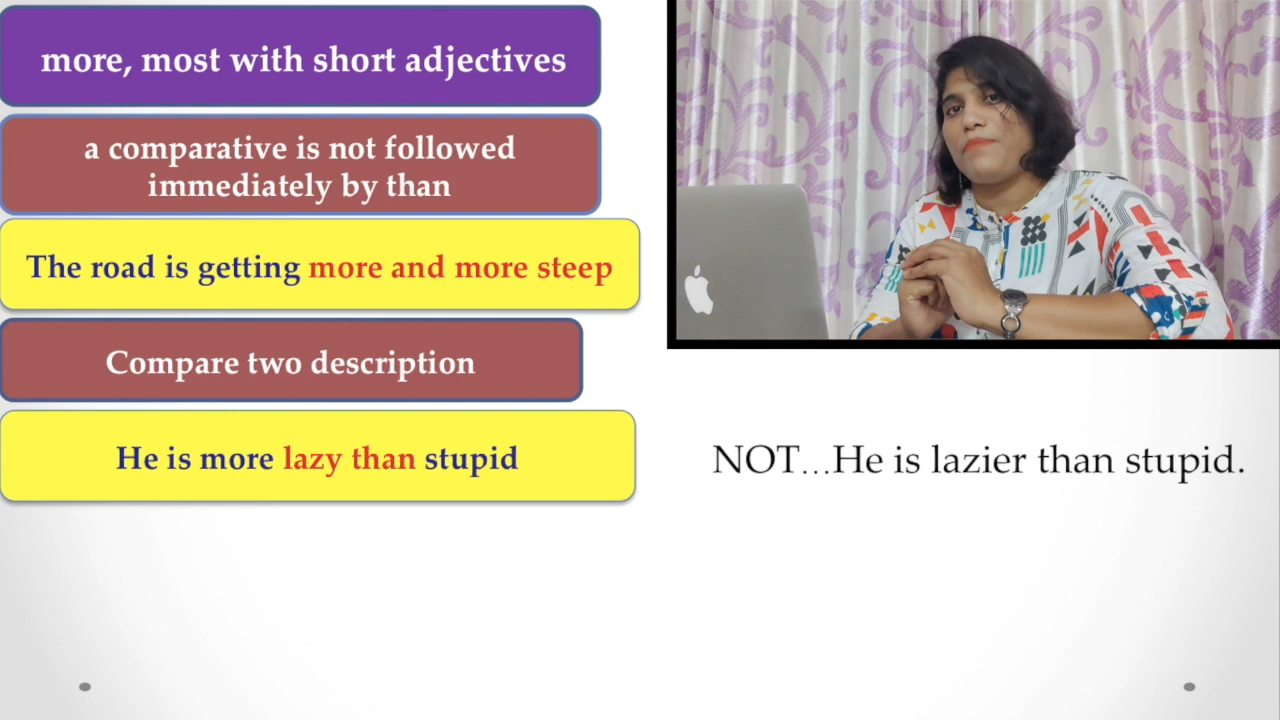 more, most with short adjectives
a comparative is not followed
immediately by than
The road is getting more and more steep
Compare two description
He is more lazy than stupid
NOT...He is lazier than stupid.